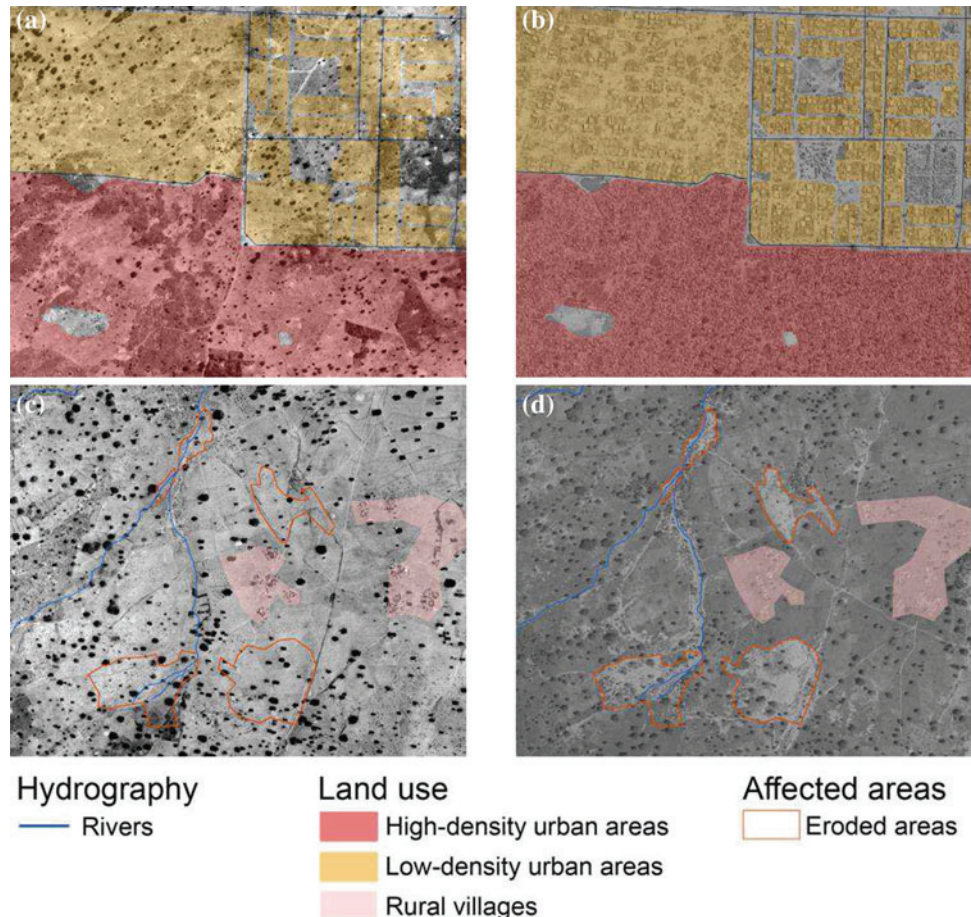 (a)
(b)
(c)
(d)
Hydrography
Rivers
Land use
High-density urban areas
Low-density urban areas
Rural villages
Affected areas
Eroded areas